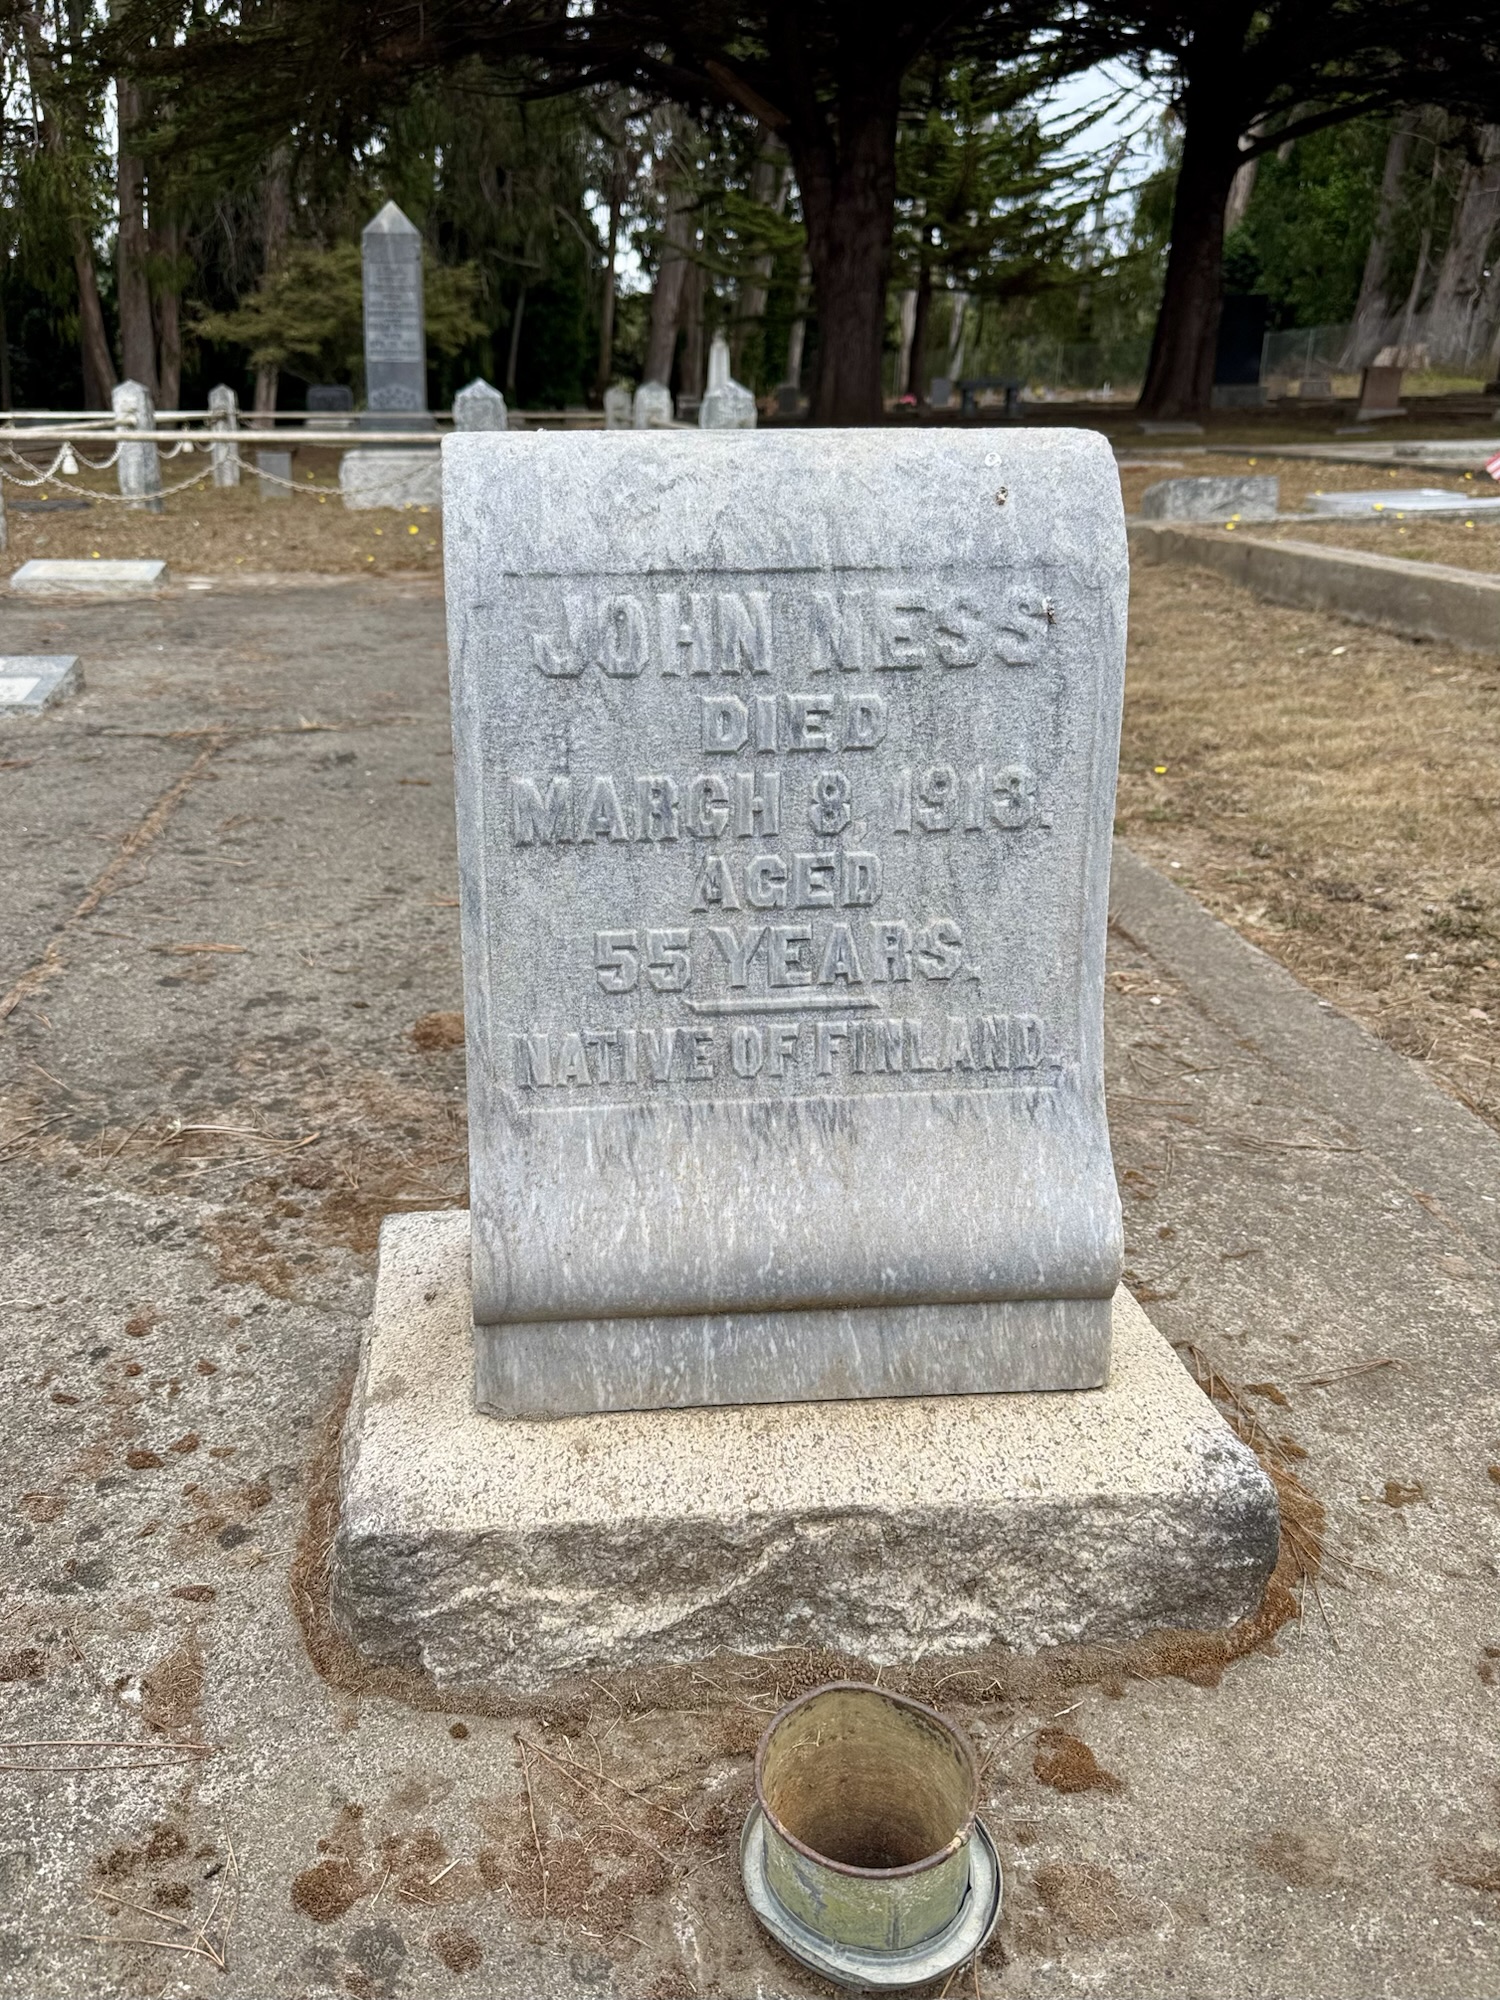 JOHN NESS
DIED
MARCH 8, 1913.
AGED
55 YEARS.
NATIVE OF FINLAND.